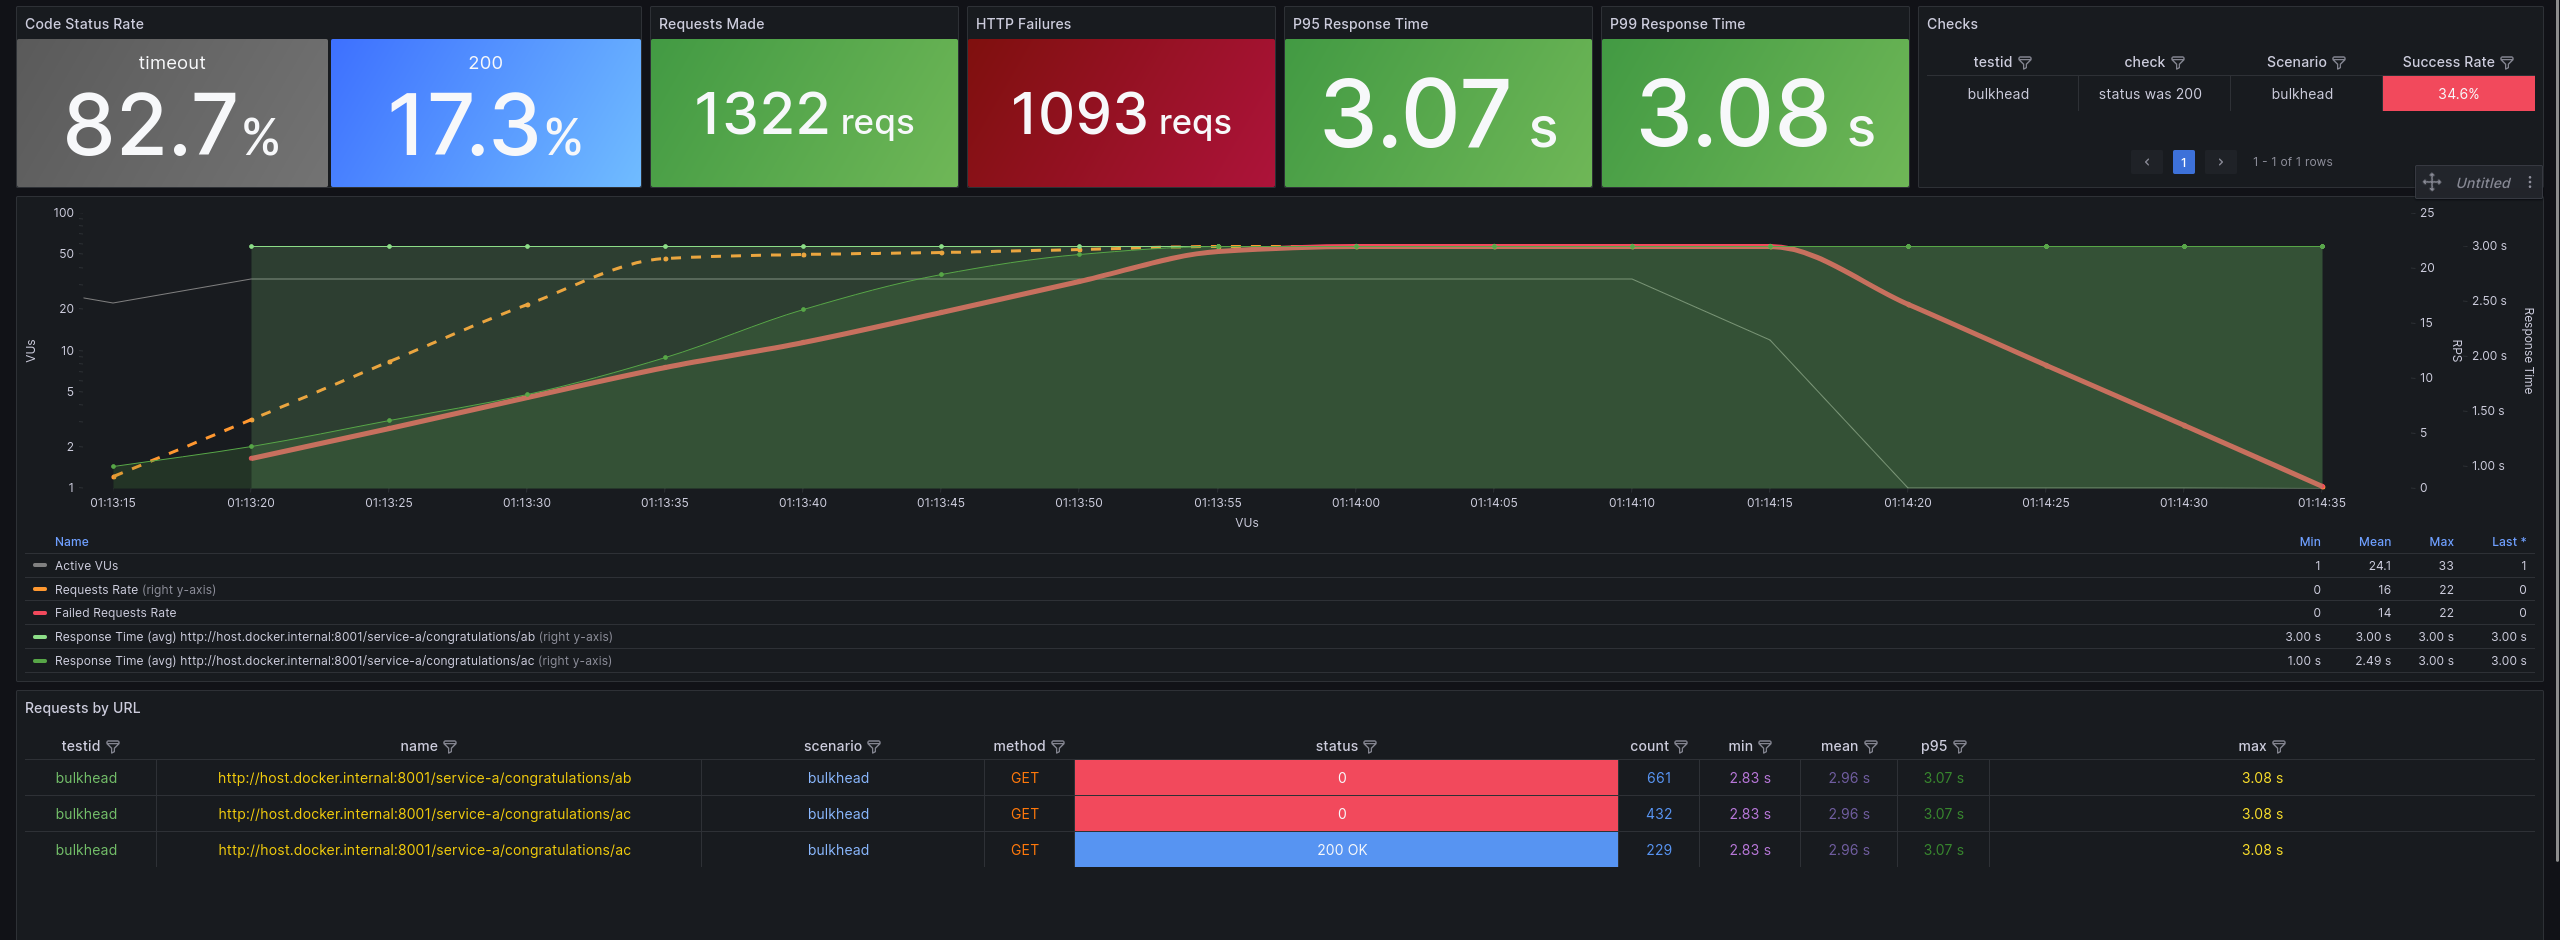 Code Status Rate
timeout
82.7%
200
17.3%
Requests Made
1322 reqs
HTTP Failures
1093 reqs
P95 Response Time
3.07 s
P99 Response Time
3.08 s
Checks
testid check Scenario Success Rate
bulkhead status was 200 bulkhead 34.6%
1 1 - 1 of 1 rows
Untitled
100
50
20
10
5
2
1
VUs
25
20
15
10
5
0
RPS
3.00 s
2.50 s
2.00 s
1.50 s
1.00 s
Response Time
01:13:15 01:13:20 01:13:25 01:13:30 01:13:35 01:13:40 01:13:45 01:13:50 01:13:55 01:14:00 01:14:05 01:14:10 01:14:15 01:14:20 01:14:25 01:14:30 01:14:35
VUs
Name Min Mean Max Last *
Active VUs 1 24.1 33 1
Requests Rate (right y-axis) 0 16 22 0
Failed Requests Rate 0 14 22 0
Response Time (avg) http://host.docker.internal:8001/service-a/congratulations/ab (right y-axis) 3.00 s 3.00 s 3.00 s 3.00 s
Response Time (avg) http://host.docker.internal:8001/service-a/congratulations/ac (right y-axis) 1.00 s 2.49 s 3.00 s 3.00 s
Requests by URL
testid name scenario method status count min mean p95 max
bulkhead http://host.docker.internal:8001/service-a/congratulations/ab bulkhead GET 0 661 2.83 s 2.96 s 3.07 s 3.08 s
bulkhead http://host.docker.internal:8001/service-a/congratulations/ac bulkhead GET 0 432 2.83 s 2.96 s 3.07 s 3.08 s
bulkhead http://host.docker.internal:8001/service-a/congratulations/ac bulkhead GET 200 OK 229 2.83 s 2.96 s 3.07 s 3.08 s